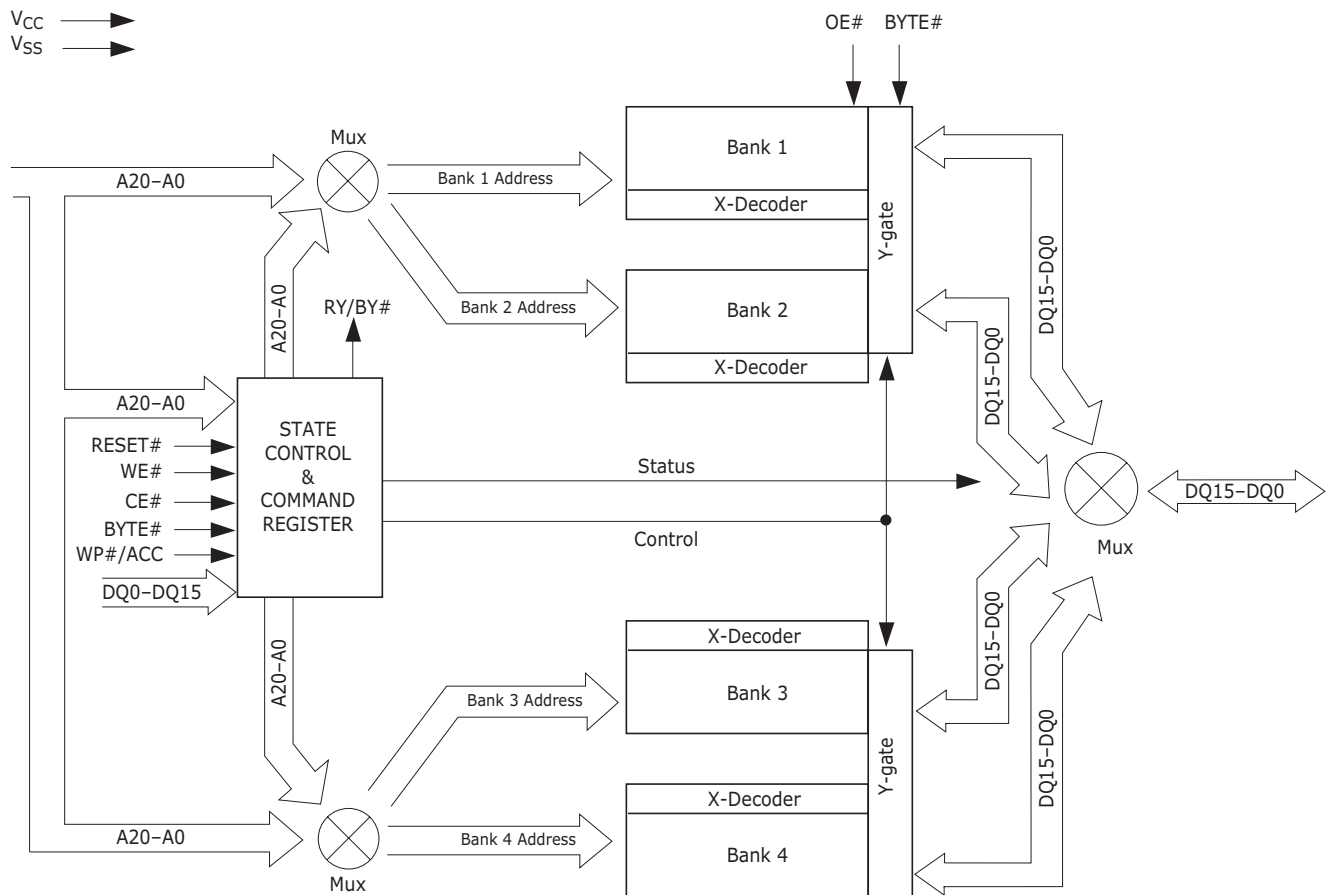 VCC
VSS
OE# BYTE#
Mux
A20–A0
Bank 1 Address
Bank 1
X-Decoder
Y-gate
DQ15–DQ0
A20–A0
RY/BY#
Bank 2 Address
Bank 2
X-Decoder
DQ15–DQ0
A20–A0
RESET#
WE#
CE#
BYTE#
WP#/ACC
DQ0–DQ15
STATE
CONTROL
&
COMMAND
REGISTER
Status
Control
DQ15–DQ0
Mux
A20–A0
X-Decoder
Bank 3 Address
Bank 3
Y-gate
DQ15–DQ0
DQ15–DQ0
A20–A0
Mux
Bank 4 Address
X-Decoder
Bank 4